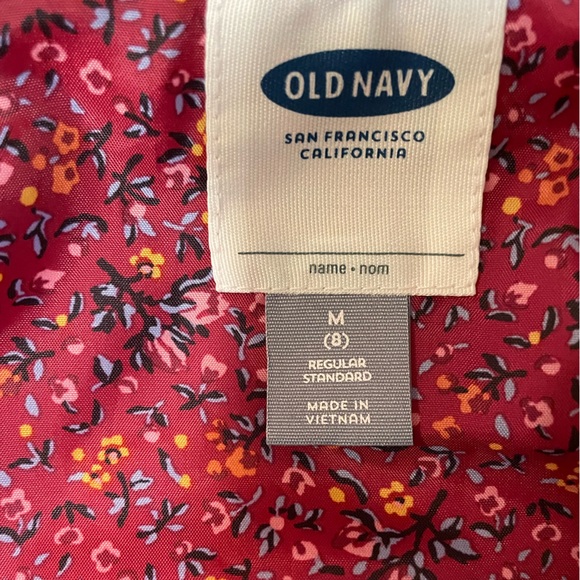 OLD NAVY
SAN FRANCISCO
CALIFORNIA
name • nom
M
(8)
REGULAR
STANDARD
MADE IN
VIETNAM